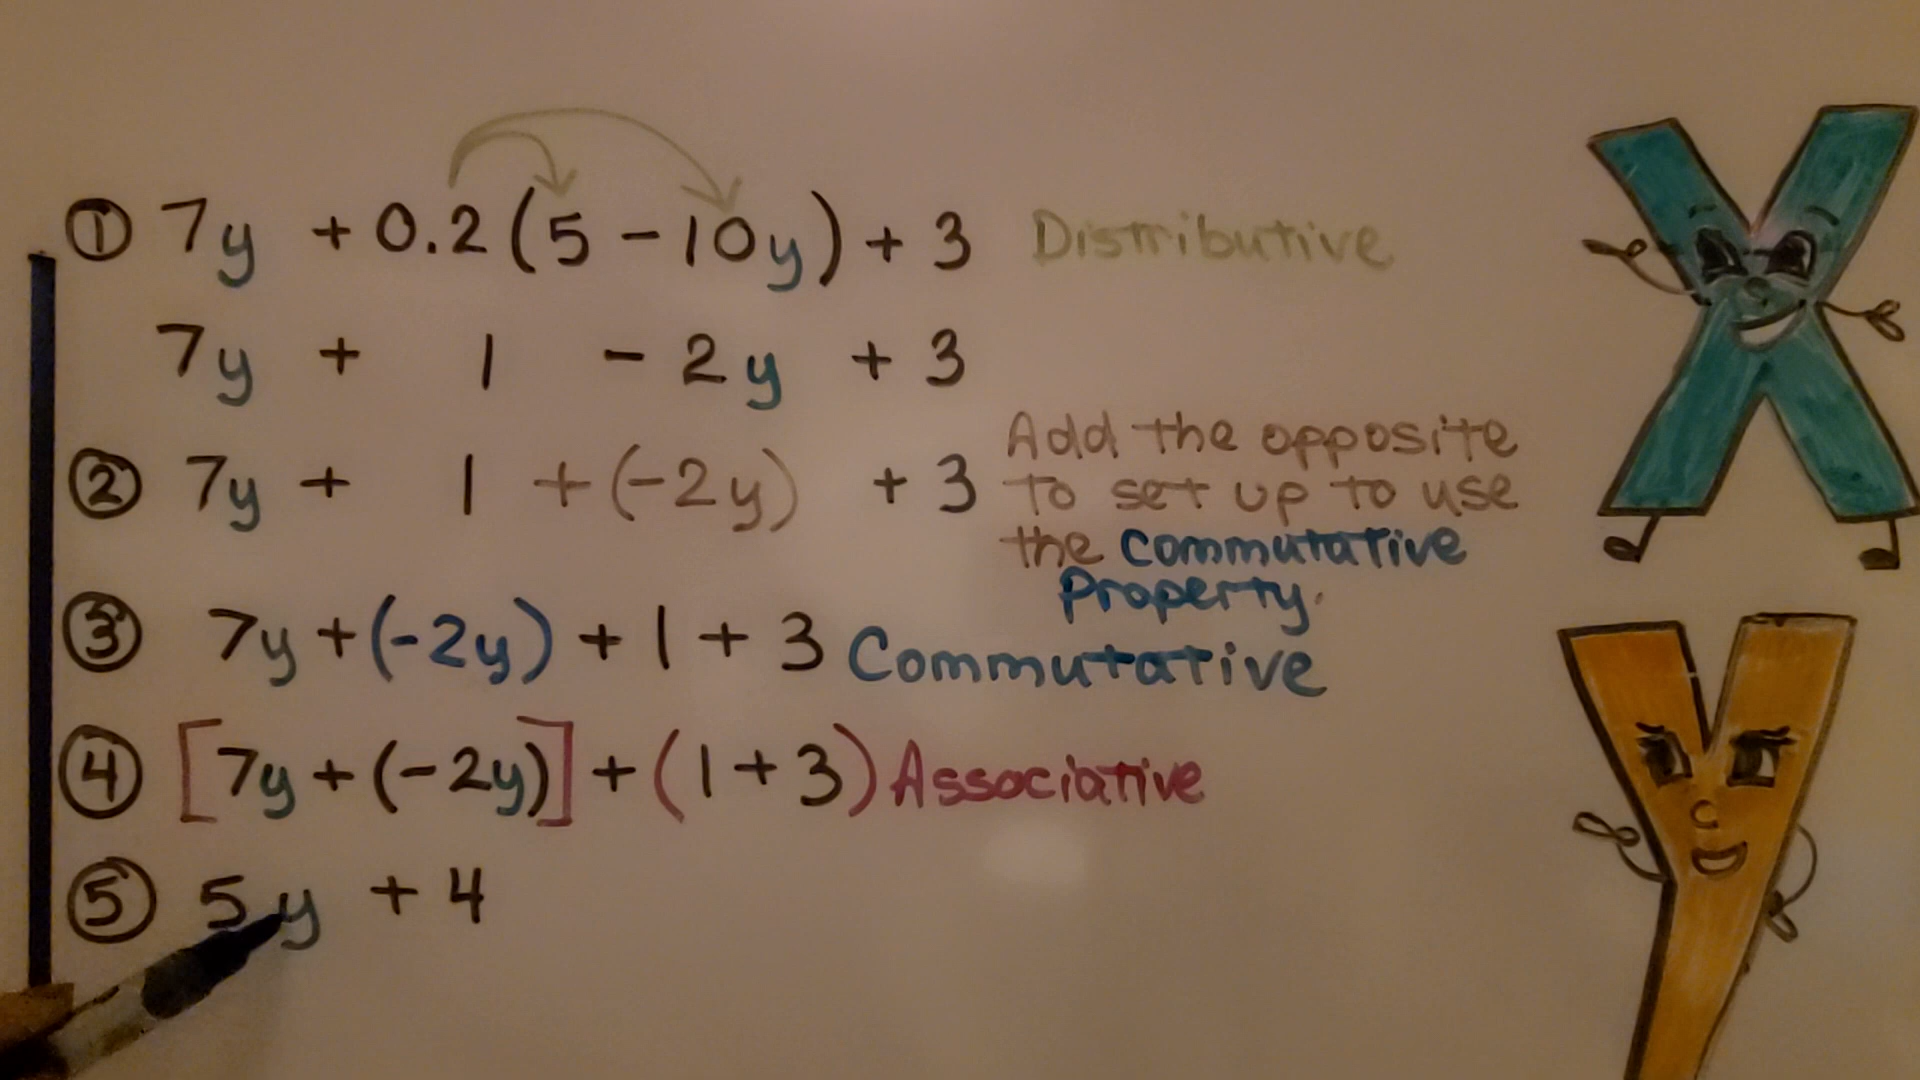 ① 7y + 0.2(5 - 10y) + 3 Distributive
7y + 1 - 2y + 3
② 7y + 1 + (-2y) + 3 Add the opposite
to set up to use
the commutative
Property.
③ 7y + (-2y) + 1 + 3 Commutative
④ [7y + (-2y)] + (1 + 3) Associative
⑤ 5y + 4